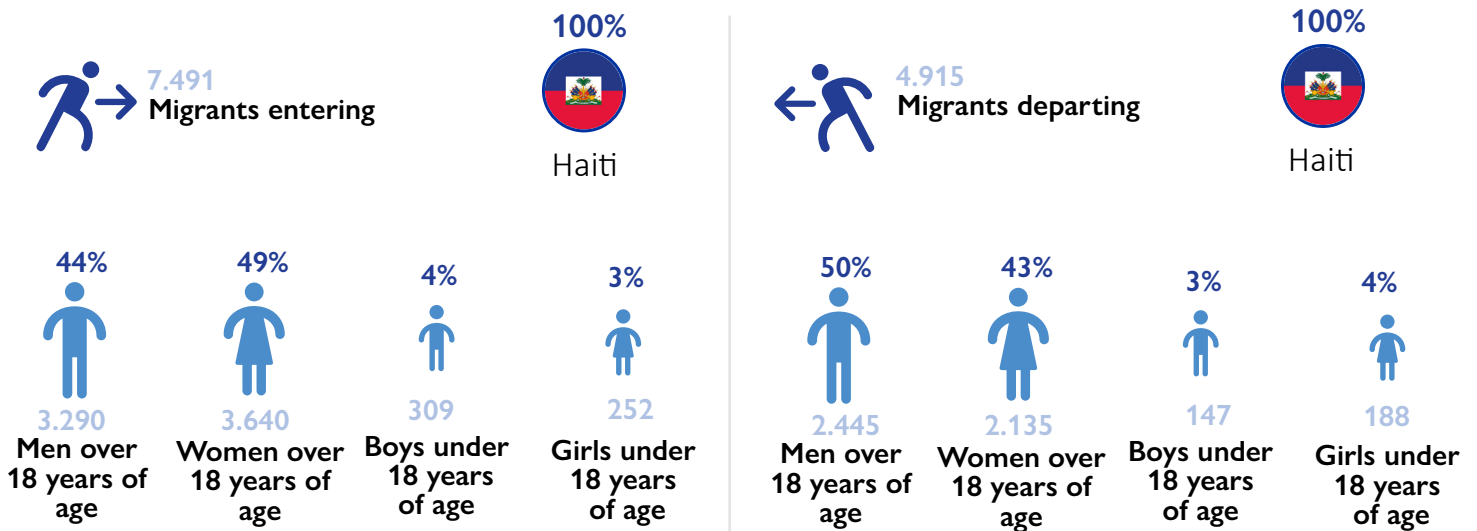 100%
7.491
Migrants entering
Haiti
44%
3.290
Men over
18 years of
age
49%
3.640
Women over
18 years of
age
4%
309
Boys under
18 years
of age
3%
252
Girls under
18 years
of age
100%
4.915
Migrants departing
Haiti
50%
2.445
Men over
18 years of
age
43%
2.135
Women over
18 years of
age
3%
147
Boys under
18 years
of age
4%
188
Girls under
18 years
of age